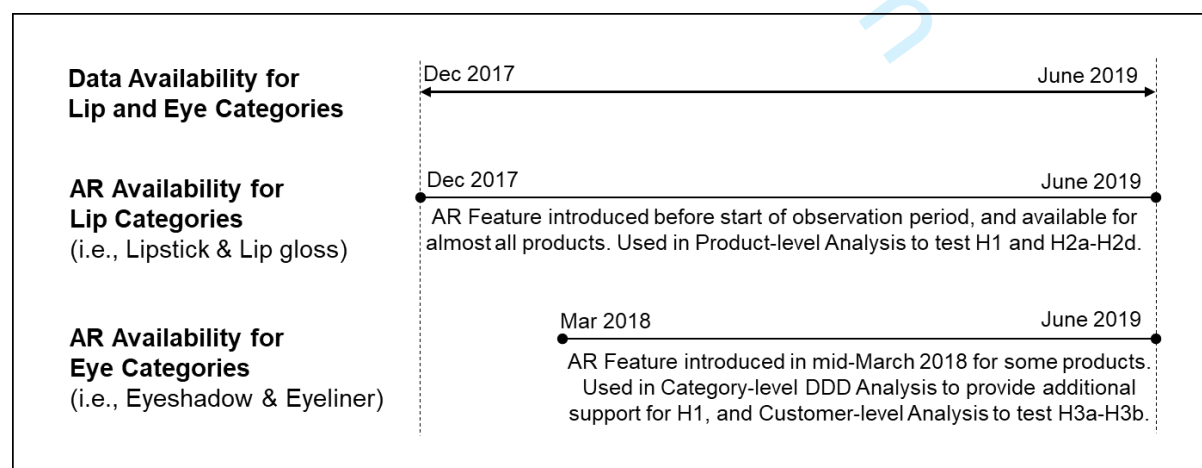 Data Availability for
Lip and Eye Categories
Dec 2017
June 2019
AR Availability for
Lip Categories
(i.e., Lipstick & Lip gloss)
Dec 2017
June 2019
AR Feature introduced before start of observation period, and available for
almost all products. Used in Product-level Analysis to test H1 and H2a-H2d.
AR Availability for
Eye Categories
(i.e., Eyeshadow & Eyeliner)
Mar 2018
June 2019
AR Feature introduced in mid-March 2018 for some products.
Used in Category-level DDD Analysis to provide additional
support for H1, and Customer-level Analysis to test H3a-H3b.